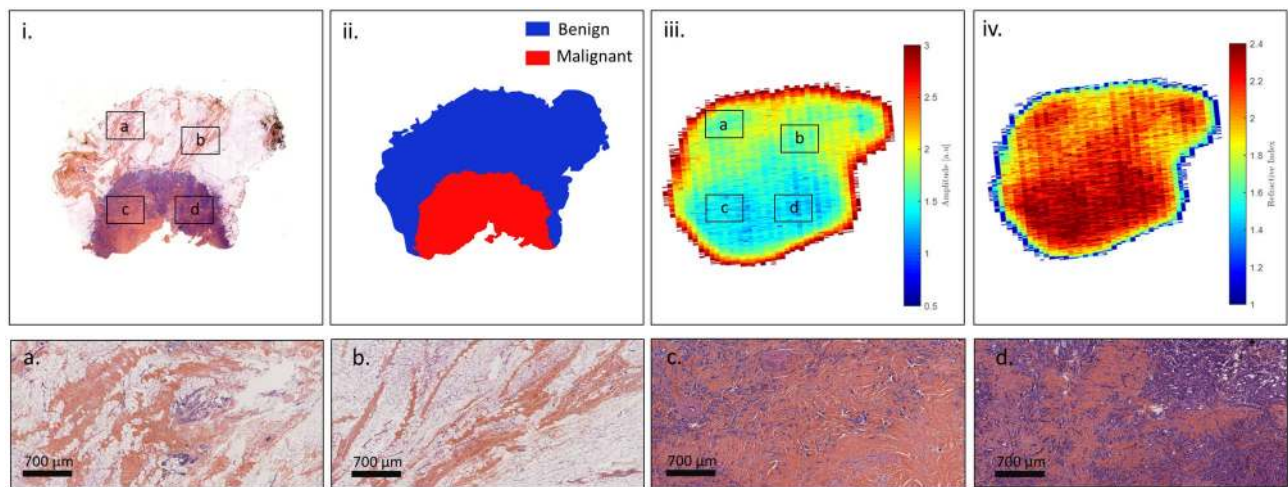 i.
a
b
c
d
ii.
Benign
Malignant
iii.
a
b
c
d
3
2.5
2
1.5
1
0.5
Amplitude [a.u]
iv.
2.4
2.2
2
1.8
1.6
1.4
1.2
1
Refractive Index
a.
700 µm
b.
700 µm
c.
700 µm
d.
700 µm